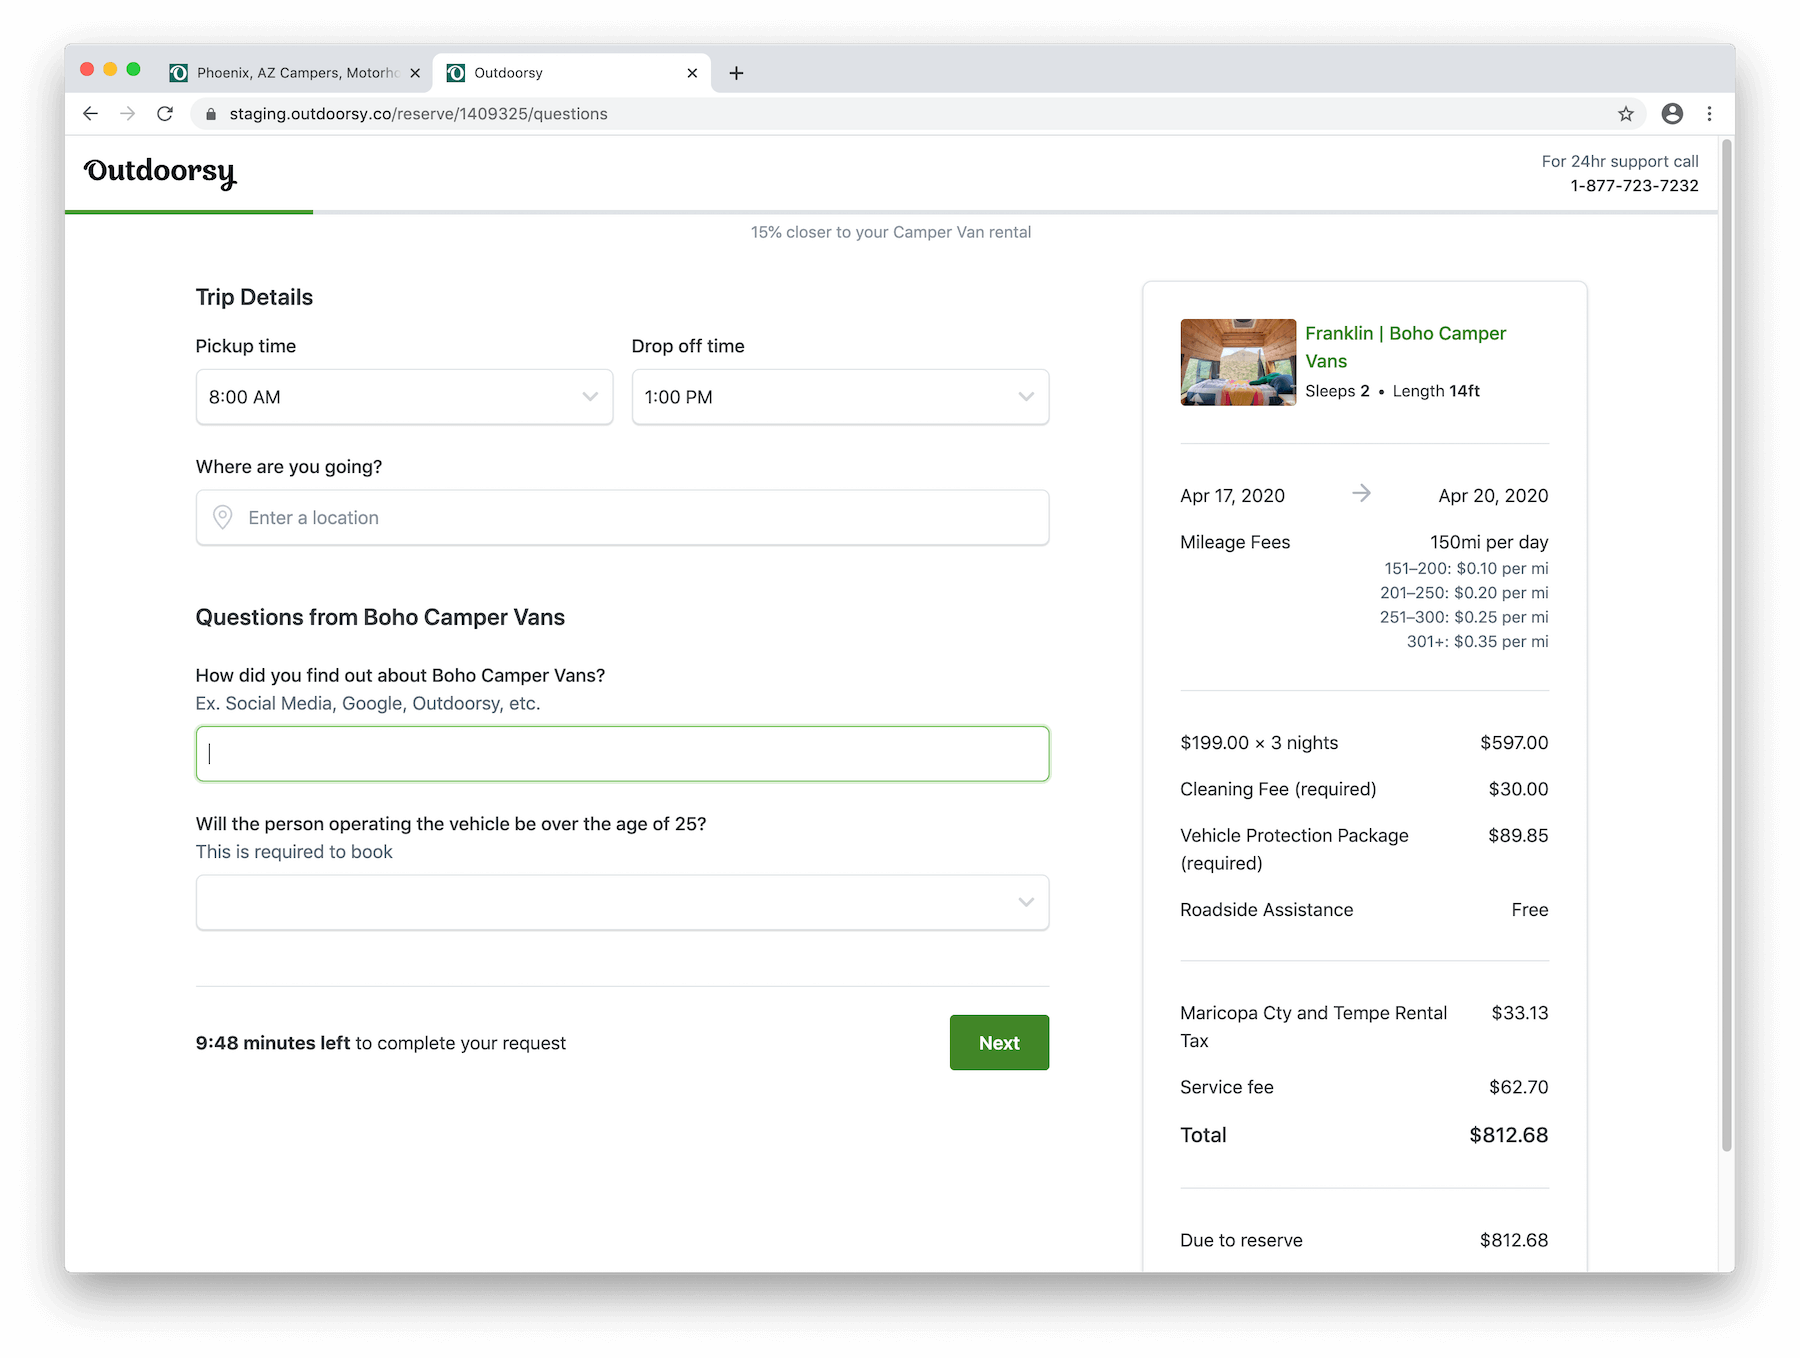 Phoenix, AZ Campers, Motorho
Outdoorsy
staging.outdoorsy.co/reserve/1409325/questions
Outdoorsy
For 24hr support call
1-877-723-7232
15% closer to your Camper Van rental
Trip Details
Pickup time
Drop off time
8:00 AM
1:00 PM
Where are you going?
Enter a location
Questions from Boho Camper Vans
How did you find out about Boho Camper Vans?
Ex. Social Media, Google, Outdoorsy, etc.
Will the person operating the vehicle be over the age of 25?
This is required to book
9:48 minutes left to complete your request
Next
Franklin | Boho Camper
Vans
Sleeps 2 • Length 14ft
Apr 17, 2020 → Apr 20, 2020
Mileage Fees 150mi per day
151–200: $0.10 per mi
201–250: $0.20 per mi
251–300: $0.25 per mi
301+: $0.35 per mi
$199.00 × 3 nights $597.00
Cleaning Fee (required) $30.00
Vehicle Protection Package $89.85
(required)
Roadside Assistance Free
Maricopa Cty and Tempe Rental $33.13
Tax
Service fee $62.70
Total $812.68
Due to reserve $812.68